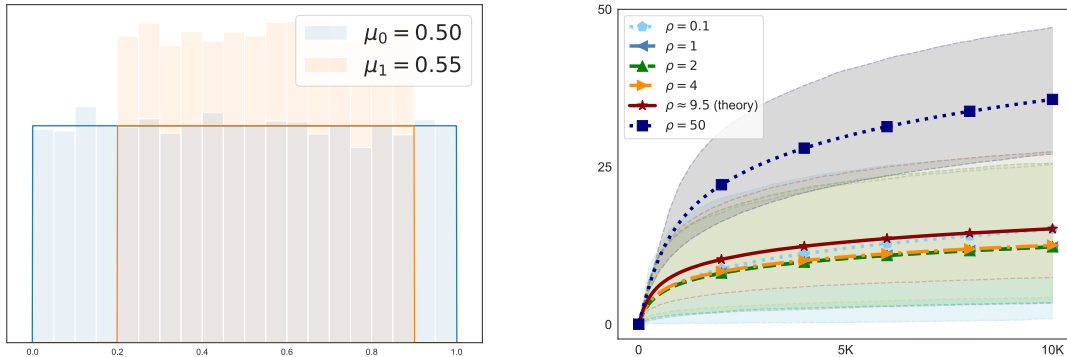 μ₀ = 0.50
μ₁ = 0.55
0.0 0.2 0.4 0.6 0.8 1.0
50
25
0
ρ = 0.1
ρ = 1
ρ = 2
ρ = 4
ρ ≈ 9.5 (theory)
ρ = 50
0 5K 10K